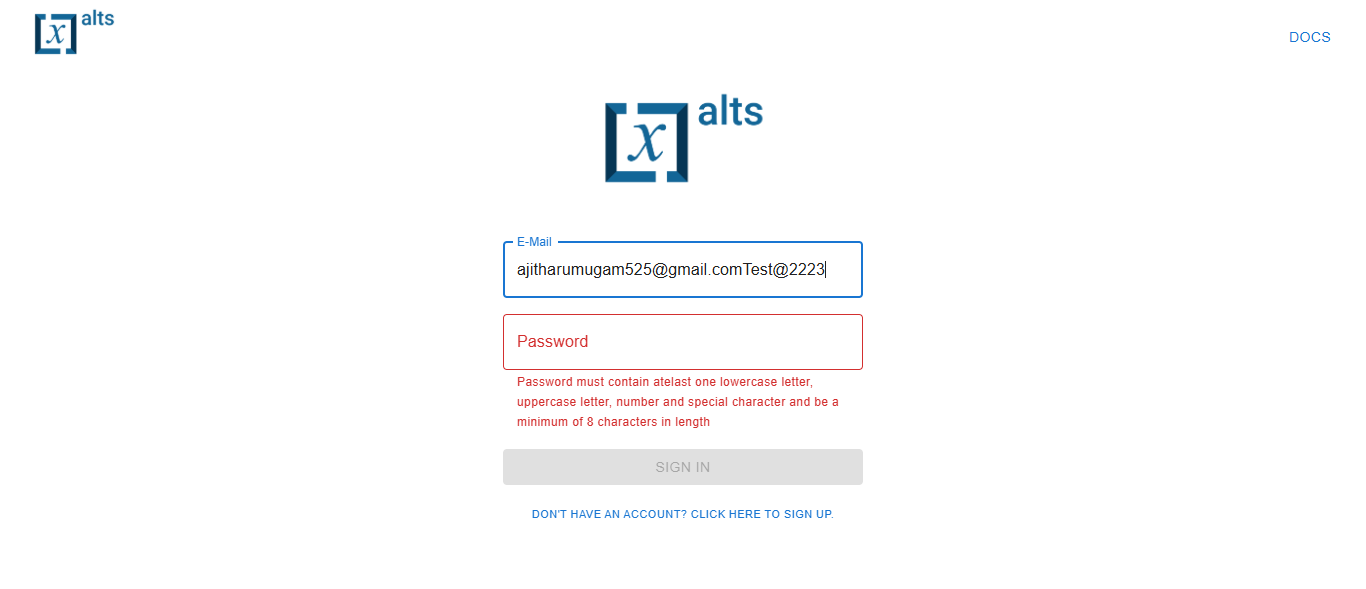 x alts
DOCS
x alts
E-Mail
ajitharumugam525@gmail.comTest@2223
Password
Password must contain atelast one lowercase letter,
uppercase letter, number and special character and be a
minimum of 8 characters in length
SIGN IN
DON'T HAVE AN ACCOUNT? CLICK HERE TO SIGN UP.